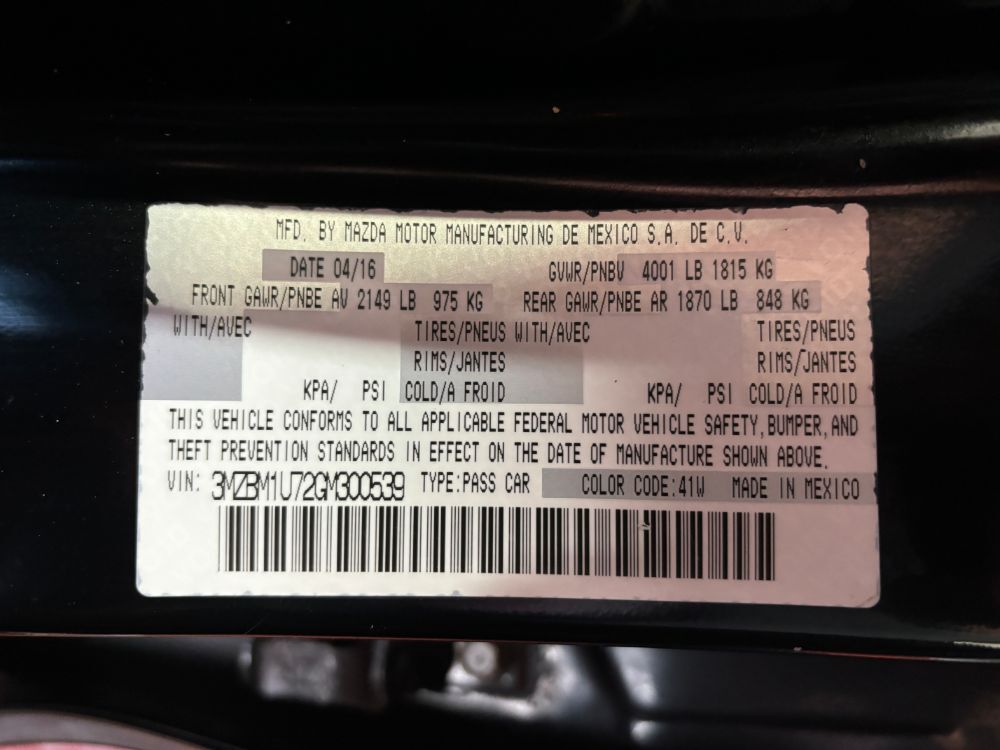 MFD. BY MAZDA MOTOR MANUFACTURING DE MEXICO S.A. DE C.V.
DATE 04/16 GVWR/PNBV 4001 LB 1815 KG
FRONT GAWR/PNBE AV 2149 LB 975 KG REAR GAWR/PNBE AR 1870 LB 848 KG
WITH/AVEC TIRES/PNEUS WITH/AVEC TIRES/PNEUS
RIMS/JANTES RIMS/JANTES
KPA/ PSI COLD/A FROID KPA/ PSI COLD/A FROID
THIS VEHICLE CONFORMS TO ALL APPLICABLE FEDERAL MOTOR VEHICLE SAFETY, BUMPER, AND
THEFT PREVENTION STANDARDS IN EFFECT ON THE DATE OF MANUFACTURE SHOWN ABOVE.
VIN: 3MZBM1U72GM300539 TYPE:PASS CAR COLOR CODE:41W MADE IN MEXICO